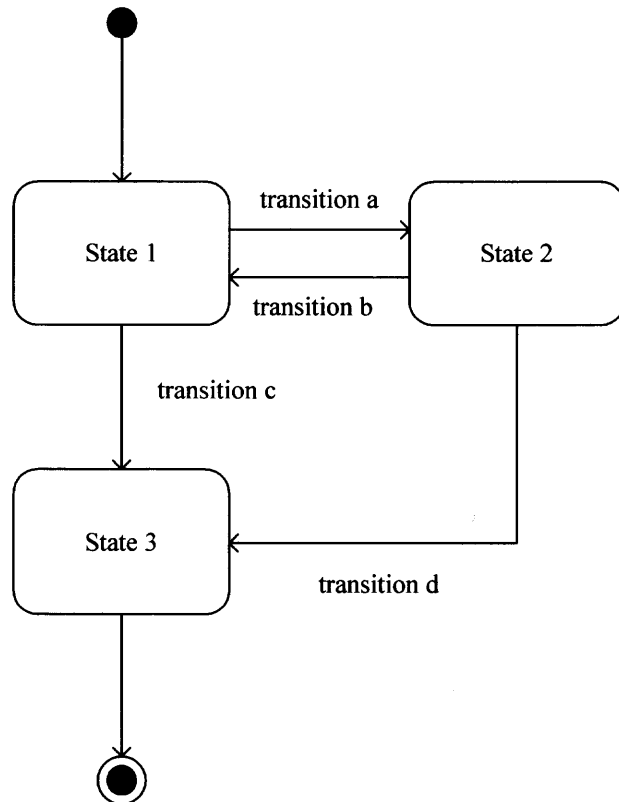 transition a
State 1
State 2
transition b
transition c
State 3
transition d